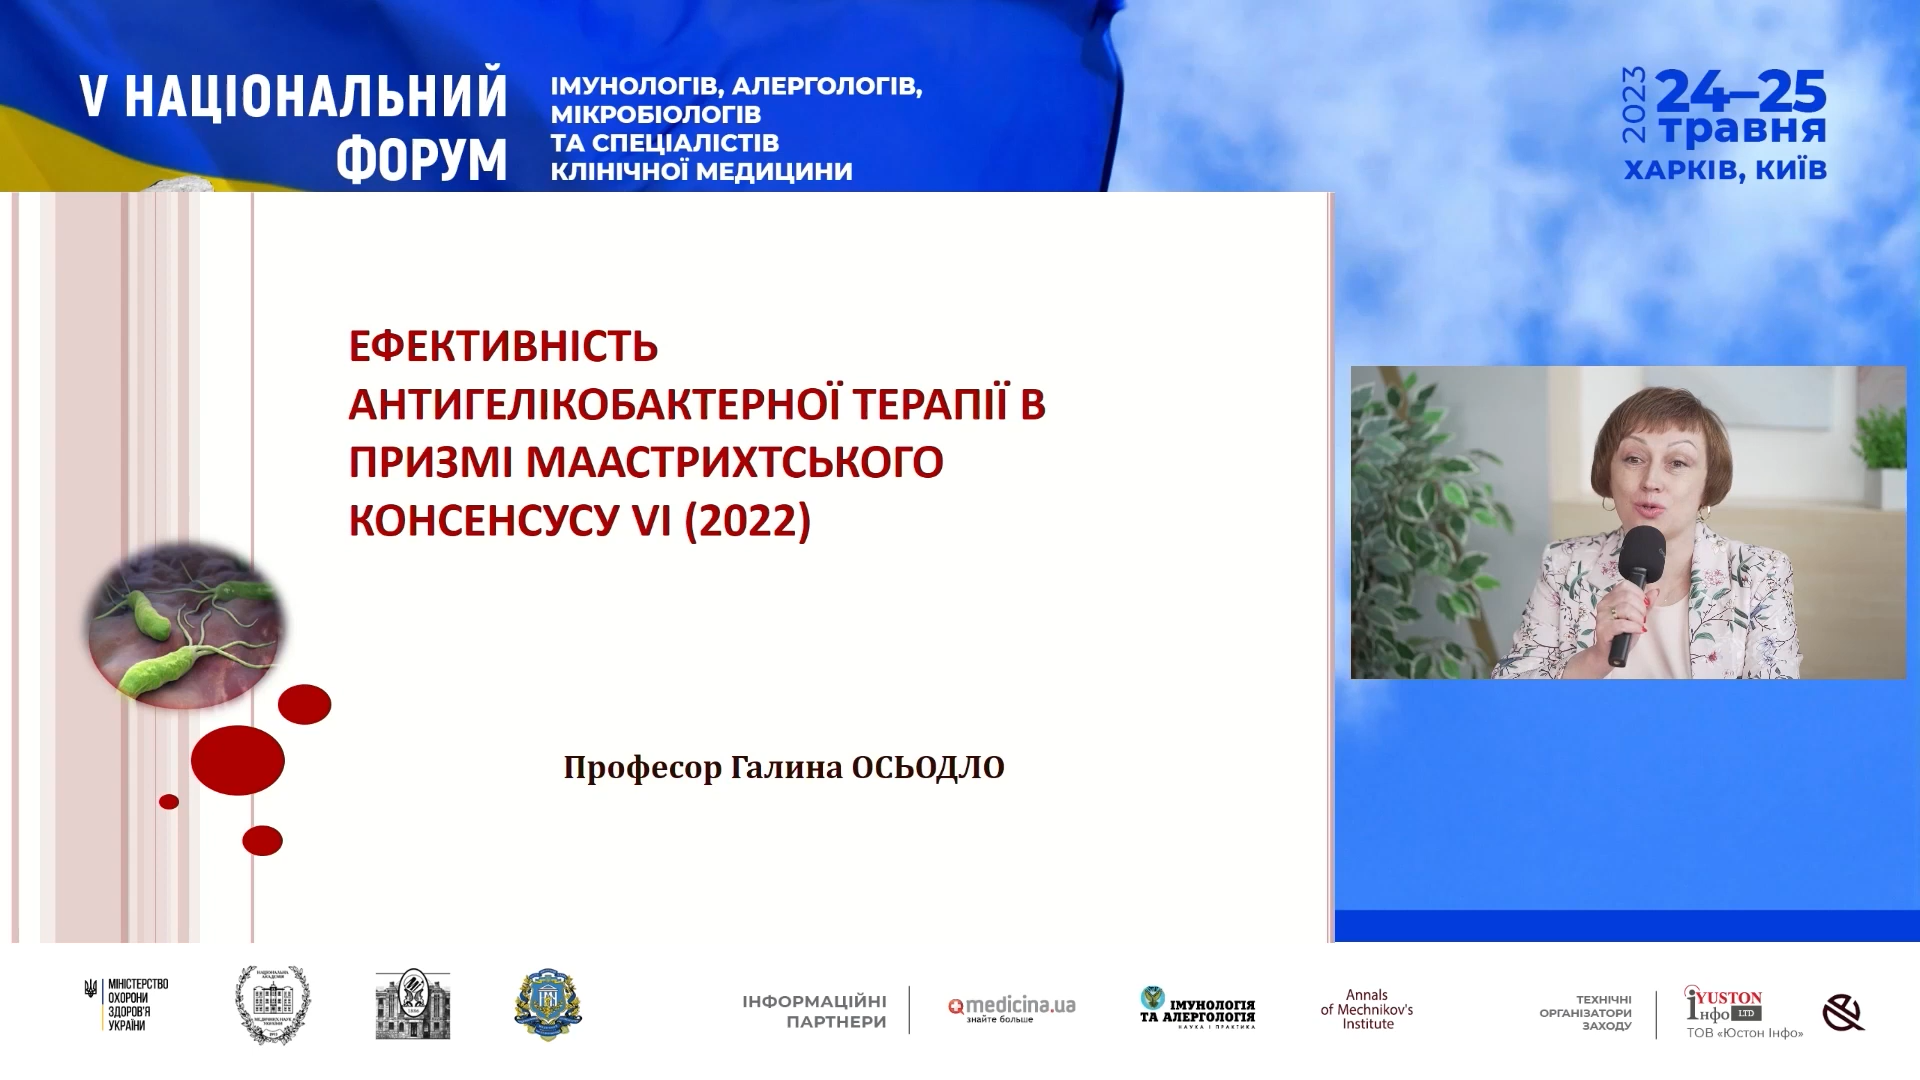 V НАЦІОНАЛЬНИЙ
ФОРУМ
ІМУНОЛОГІВ, АЛЕРГОЛОГІВ,
МІКРОБІОЛОГІВ
ТА СПЕЦІАЛІСТІВ
КЛІНІЧНОЇ МЕДИЦИНИ
2023
24–25
травня
ХАРКІВ, КИЇВ
ЕФЕКТИВНІСТЬ
АНТИГЕЛІКОБАКТЕРНОЇ ТЕРАПІЇ В
ПРИЗМІ МААСТРИХТСЬКОГО
КОНСЕНСУСУ VI (2022)
Професор Галина ОСЬОДЛО
МІНІСТЕРСТВО
ОХОРОНИ
ЗДОРОВ'Я
УКРАЇНИ
ІНФОРМАЦІЙНІ
ПАРТНЕРИ
medicina.ua
знайте больше
ІМУНОЛОГІЯ
ТА АЛЕРГОЛОГІЯ
НАУКА І ПРАКТИКА
Annals
of Mechnikov's
Institute
ТЕХНІЧНІ
ОРГАНІЗАТОРИ
ЗАХОДУ
YUSTON
Інфо LTD
ТОВ «Юстон Інфо»